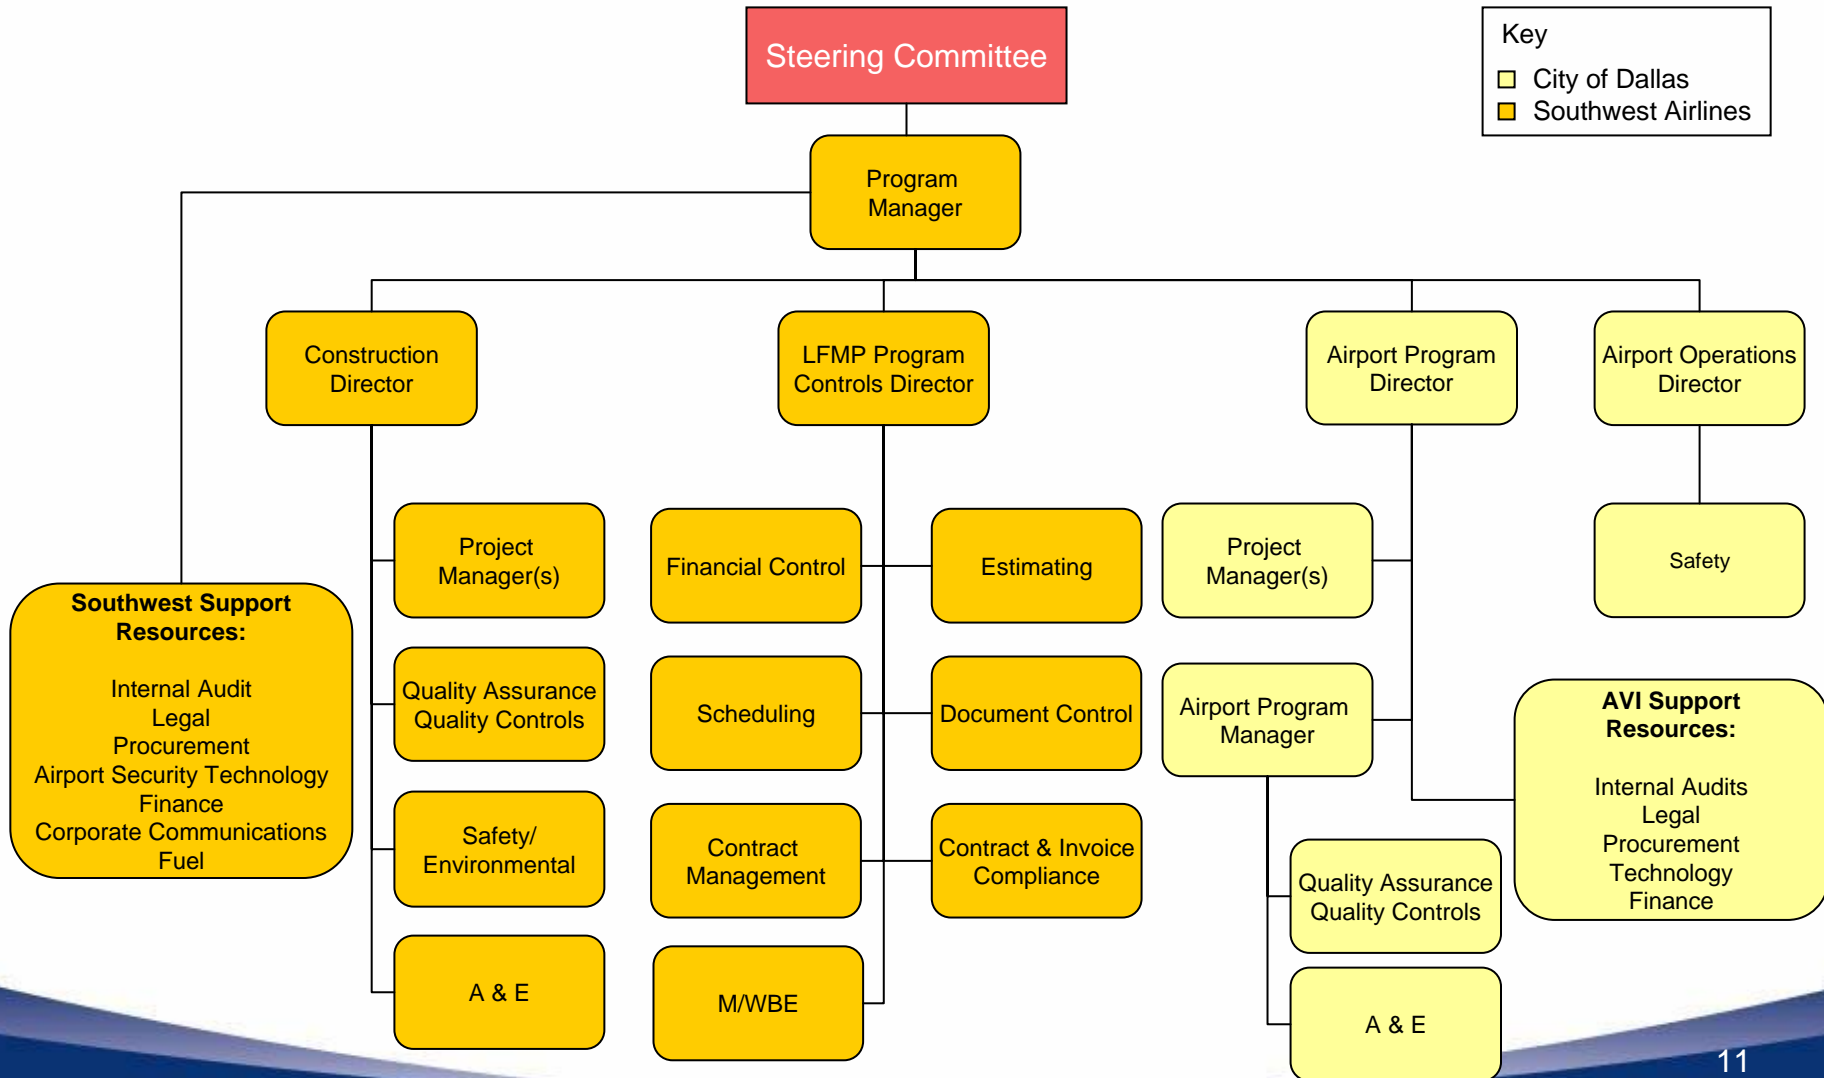 Steering Committee
Key
City of Dallas
Southwest Airlines
Program
Manager
Construction
Director
LFMP Program
Controls Director
Airport Program
Director
Airport Operations
Director
Project
Manager(s)
Financial Control
Estimating
Project
Manager(s)
Safety
Southwest Support
Resources:
Internal Audit
Legal
Procurement
Airport Security Technology
Finance
Corporate Communications
Fuel
Quality Assurance
Quality Controls
Scheduling
Document Control
Airport Program
Manager
AVI Support
Resources:
Internal Audits
Legal
Procurement
Technology
Finance
Safety/
Environmental
Contract
Management
Contract & Invoice
Compliance
Quality Assurance
Quality Controls
A & E
M/WBE
A & E
11